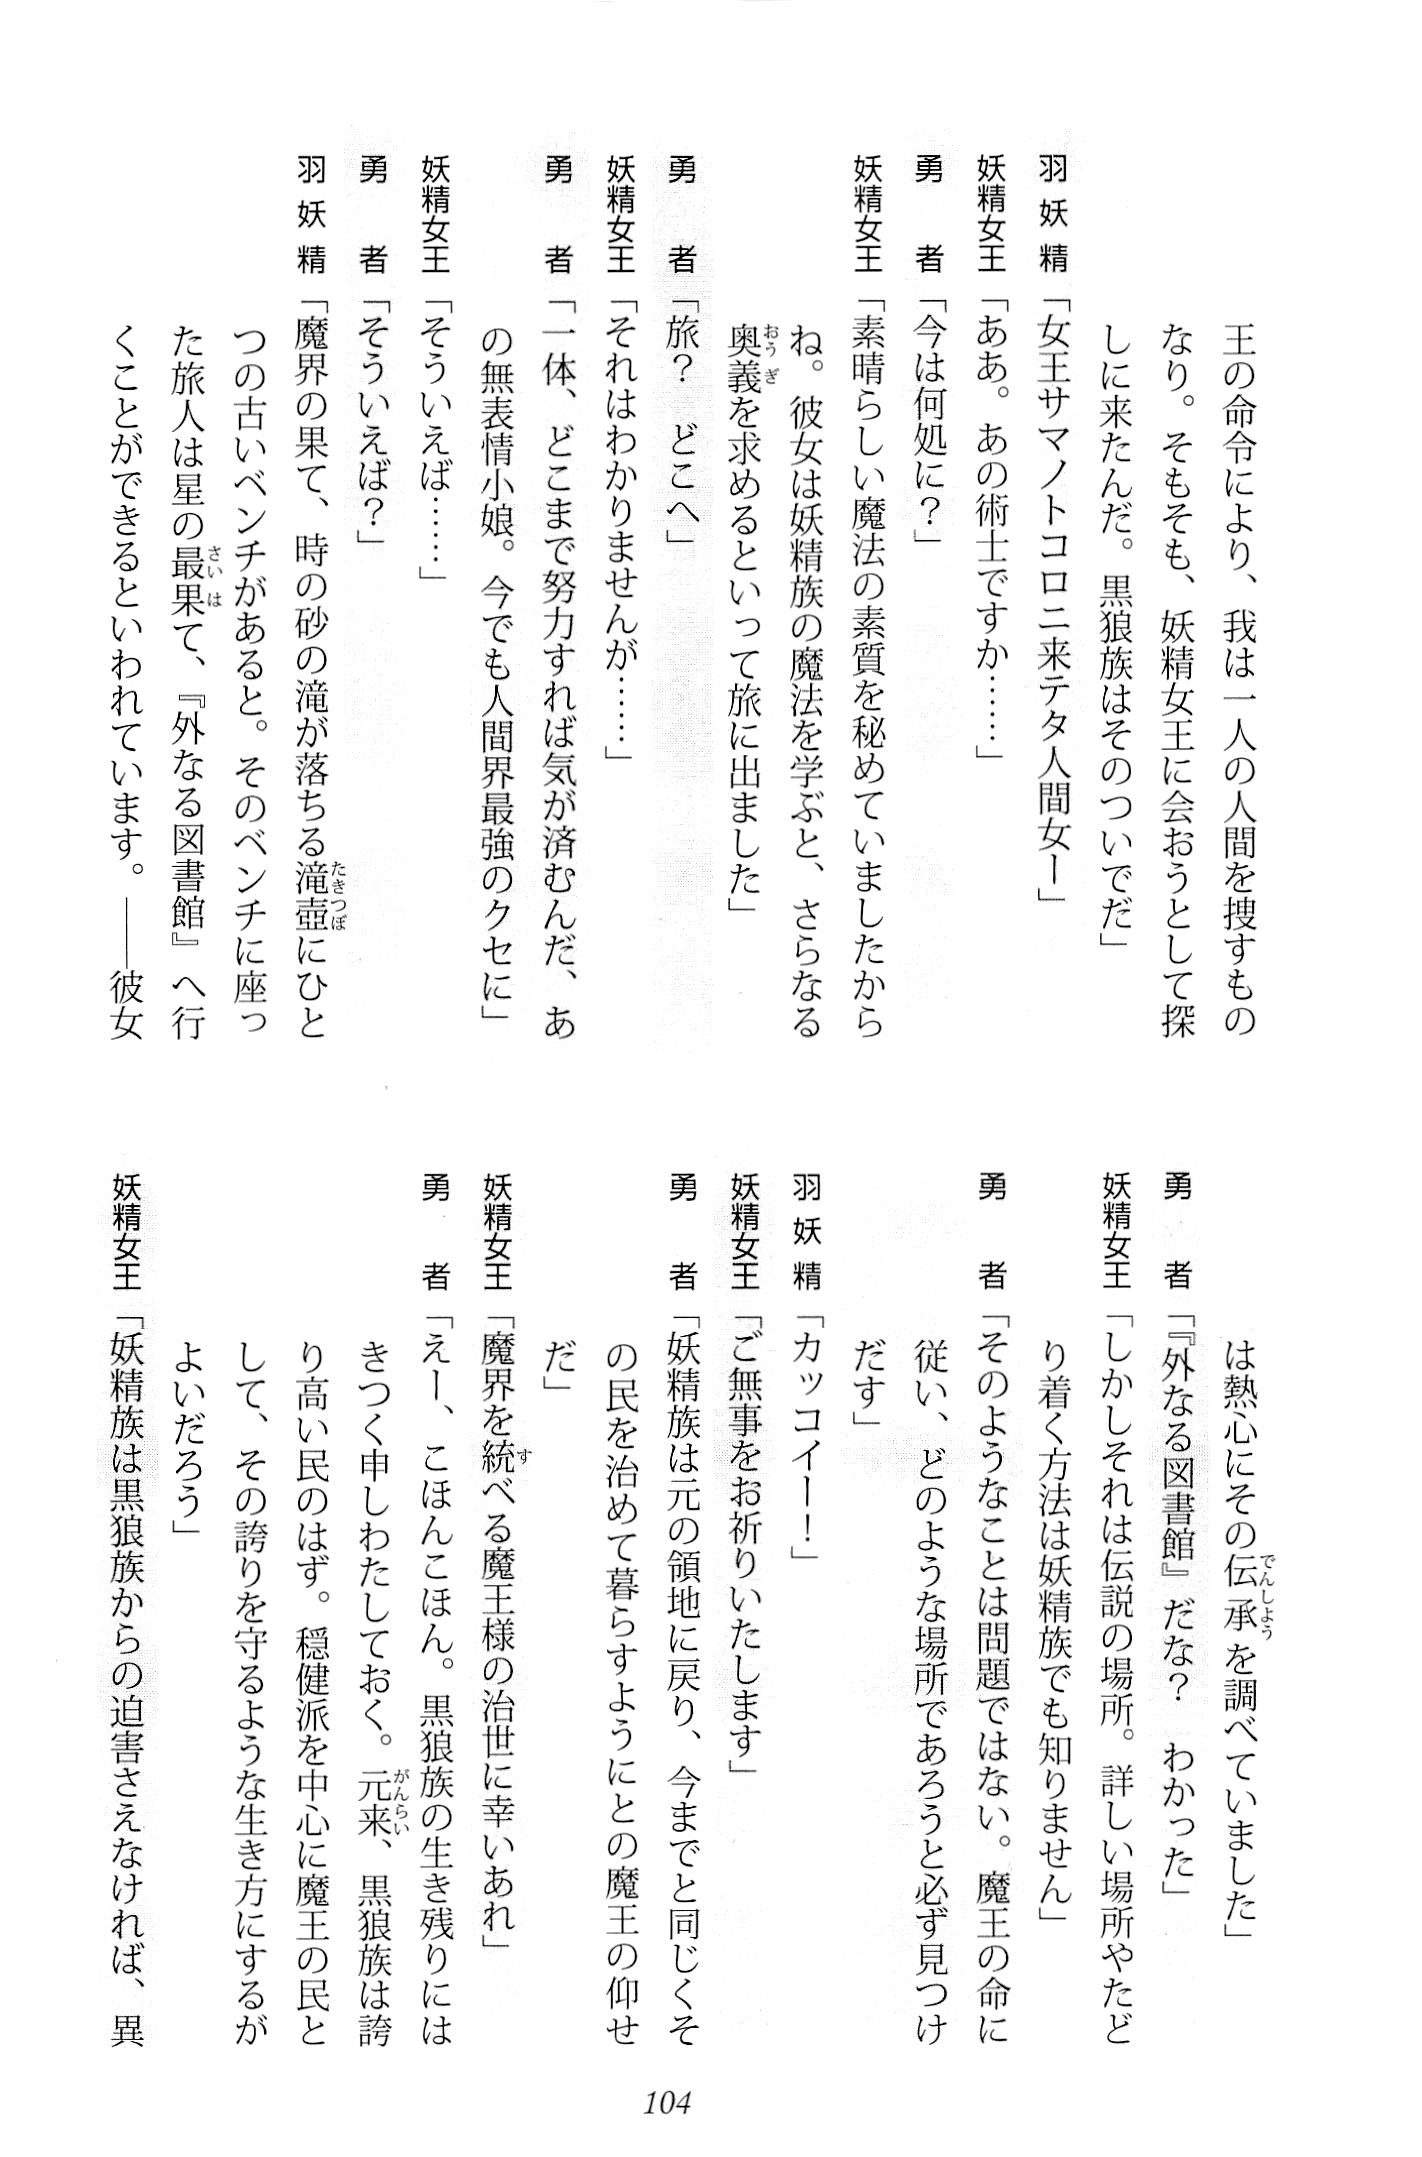 王の命令により、我は一人の人間を捜すもの
なり。そもそも、妖精女王に会おうとして探
しに来たんだ。黒狼族はそのついでだ」
羽妖精「女王サマノトコロニ来テタ人間女ー」
妖精女王「ああ。あの術士ですか……」
勇者「今は何処に？」
妖精女王「素晴らしい魔法の素質を秘めていましたから
ね。彼女は妖精族の魔法を学ぶと、さらなる
奥義を求めるといって旅に出ました」
勇者「旅？　どこへ」
妖精女王「それはわかりませんが……」
勇者「一体、どこまで努力すれば気が済むんだ、あ
の無表情小娘。今でも人間界最強のクセに」
妖精女王「そういえば……」
勇者「そういえば？」
羽妖精「魔界の果て、時の砂の滝が落ちる滝壺にひと
つの古いベンチがあると。そのベンチに座っ
た旅人は星の最果て、『外なる図書館』へ行
くことができるといわれています。――彼女
は熱心にその伝承を調べていました」
勇者「『外なる図書館』だな？　わかった」
妖精女王「しかしそれは伝説の場所。詳しい場所やたど
り着く方法は妖精族でも知りません」
勇者「そのようなことは問題ではない。魔王の命に
従い、どのような場所であろうと必ず見つけ
だす」
羽妖精「カッコイー！」
妖精女王「ご無事をお祈りいたします」
勇者「妖精族は元の領地に戻り、今までと同じくそ
の民を治めて暮らすようにとの魔王の仰せ
だ」
妖精女王「魔界を統べる魔王様の治世に幸いあれ」
勇者「えー、こほんこほん。黒狼族の生き残りには
きつく申しわたしておく。元来、黒狼族は誇
り高い民のはず。穏健派を中心に魔王の民と
して、その誇りを守るような生き方にするが
よいだろう」
妖精女王「妖精族は黒狼族からの迫害さえなければ、異
104